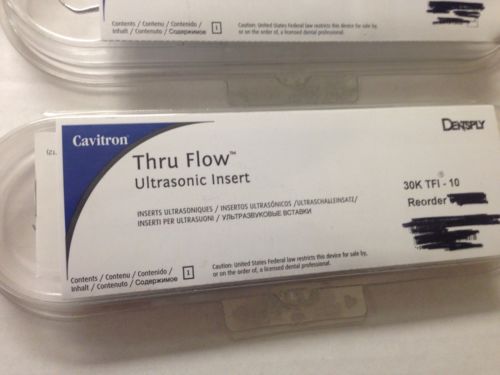 Contents / Contenu / Contenido /
Inhalt / Contenuto / Содержимое 1
Caution: United States Federal law restricts this device for sale by,
or on the order of, a licensed dental professional.
Cavitron®
DENTSPLY
Thru Flow™
Ultrasonic Insert
INSERTS ULTRASONIQUES / INSERTOS ULTRASÓNICOS /ULTRASCHALLEINSATZE/
INSERTI PER ULTRASUONI / УЛЬТРАЗВУКОВЫЕ ВСТАВКИ
30K TFI® - 10
Reorder
Contents / Contenu / Contenido /
Inhalt / Contenuto / Содержимое 1
Caution: United States Federal law restricts this device for sale by,
or on the order of, a licensed dental professional.